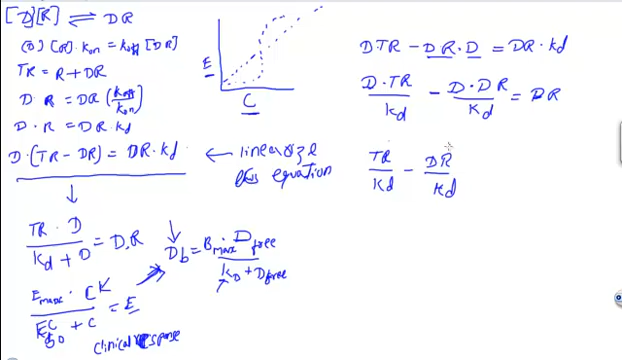 [D][R] ⇌ DR
(D)(R).kon = koff [DR]
TR = R + DR
D·R = DR (koff/kon)
D·R = DR·kd
D·(TR − DR) = DR·kd
← linearize this equation
↓
TR·D / kd + D = D.R
Emax · C^K / + C = E
clinical
↓
Db = Bmax · Dfree / KD + Dfree
E
C
DTR − DR·D = DR·kd
D·TR / kd − D·DR / Kd = DR
TR / Kd − DR / Kd